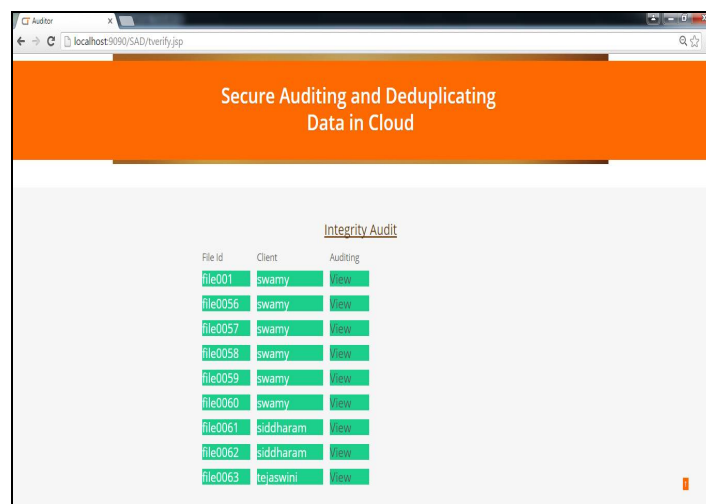 Auditor
localhost:9090/SAD/tverify.jsp
Secure Auditing and Deduplicating
Data in Cloud
Integrity Audit
File Id Client Auditing
file001 swamy View
file0056 swamy View
file0057 swamy View
file0058 swamy View
file0059 swamy View
file0060 swamy View
file0061 siddharam View
file0062 siddharam View
file0063 tejaswini View